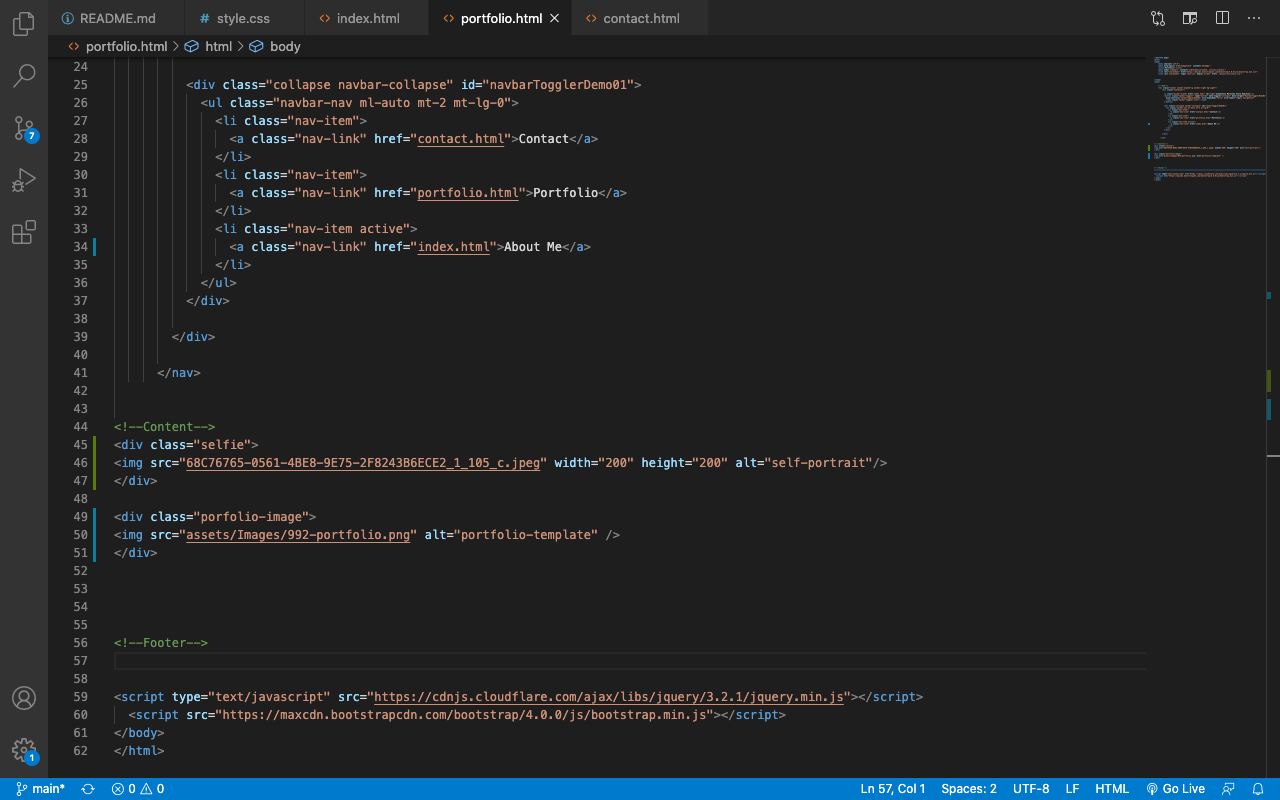 README.md
# style.css
<> index.html
<> portfolio.html
<> contact.html
<> portfolio.html > html > body
24
25 <div class="collapse navbar-collapse" id="navbarTogglerDemo01">
26 <ul class="navbar-nav ml-auto mt-2 mt-lg-0">
27 <li class="nav-item">
28 <a class="nav-link" href="contact.html">Contact</a>
29 </li>
30 <li class="nav-item">
31 <a class="nav-link" href="portfolio.html">Portfolio</a>
32 </li>
33 <li class="nav-item active">
34 <a class="nav-link" href="index.html">About Me</a>
35 </li>
36 </ul>
37 </div>
38
39 </div>
40
41 </nav>
42
43
44 <!--Content-->
45 <div class="selfie">
46 <img src="68C76765-0561-4BE8-9E75-2F8243B6ECE2_1_105_c.jpeg" width="200" height="200" alt="self-portrait"/>
47 </div>
48
49 <div class="porfolio-image">
50 <img src="assets/Images/992-portfolio.png" alt="portfolio-template" />
51 </div>
52
53
54
55
56 <!--Footer-->
57
58
59 <script type="text/javascript" src="https://cdnjs.cloudflare.com/ajax/libs/jquery/3.2.1/jquery.min.js"></script>
60 <script src="https://maxcdn.bootstrapcdn.com/bootstrap/4.0.0/js/bootstrap.min.js"></script>
61 </body>
62 </html>
7
1
main* 0 0 Ln 57, Col 1 Spaces: 2 UTF-8 LF HTML Go Live